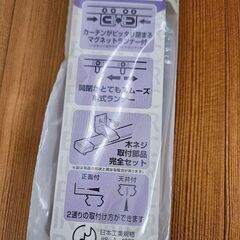 カーテンがピッタリ閉まる
マグネットランナー付
開閉がとてもスムーズ
木ネジ
取付部品
完全セット
正面付
天井付
2通りの取付け方ができます
日本工業規格